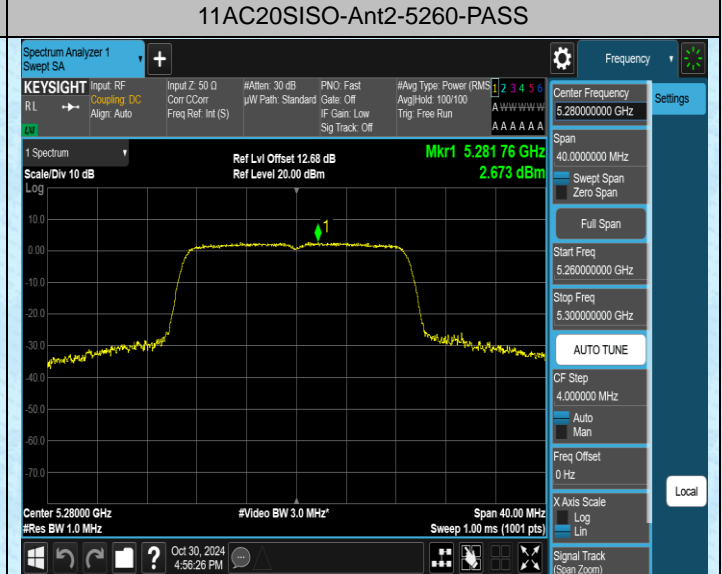 11AC20SISO-Ant2-5260-PASS
Spectrum Analyzer 1
Swept SA
+
Frequency
KEYSIGHT
RL
LXI
Input: RF
Coupling: DC
Align: Auto
Input Z: 50 Ω
Corr CCorr
Freq Ref: Int (S)
#Atten: 30 dB
µW Path: Standard
PNO: Fast
Gate: Off
IF Gain: Low
Sig Track: Off
#Avg Type: Power (RMS
Avg|Hold: 100/100
Trig: Free Run
1 2 3 4 5 6
A W W W W W
A A A A A A
1 Spectrum
Scale/Div 10 dB
Log
Ref Lvl Offset 12.68 dB
Ref Level 20.00 dBm
Mkr1 5.281 76 GHz
2.673 dBm
1
10.0
0.00
-10.0
-20.0
-30.0
-40.0
-50.0
-60.0
-70.0
Center 5.28000 GHz
#Res BW 1.0 MHz
#Video BW 3.0 MHz*
Span 40.00 MHz
Sweep 1.00 ms (1001 pts)
?
Oct 30, 2024
4:56:26 PM
Center Frequency
5.280000000 GHz
Settings
Span
40.0000000 MHz
Swept Span
Zero Span
Full Span
Start Freq
5.260000000 GHz
Stop Freq
5.300000000 GHz
AUTO TUNE
CF Step
4.000000 MHz
Auto
Man
Freq Offset
0 Hz
X Axis Scale
Log
Lin
Local
Signal Track
(Span Zoom)